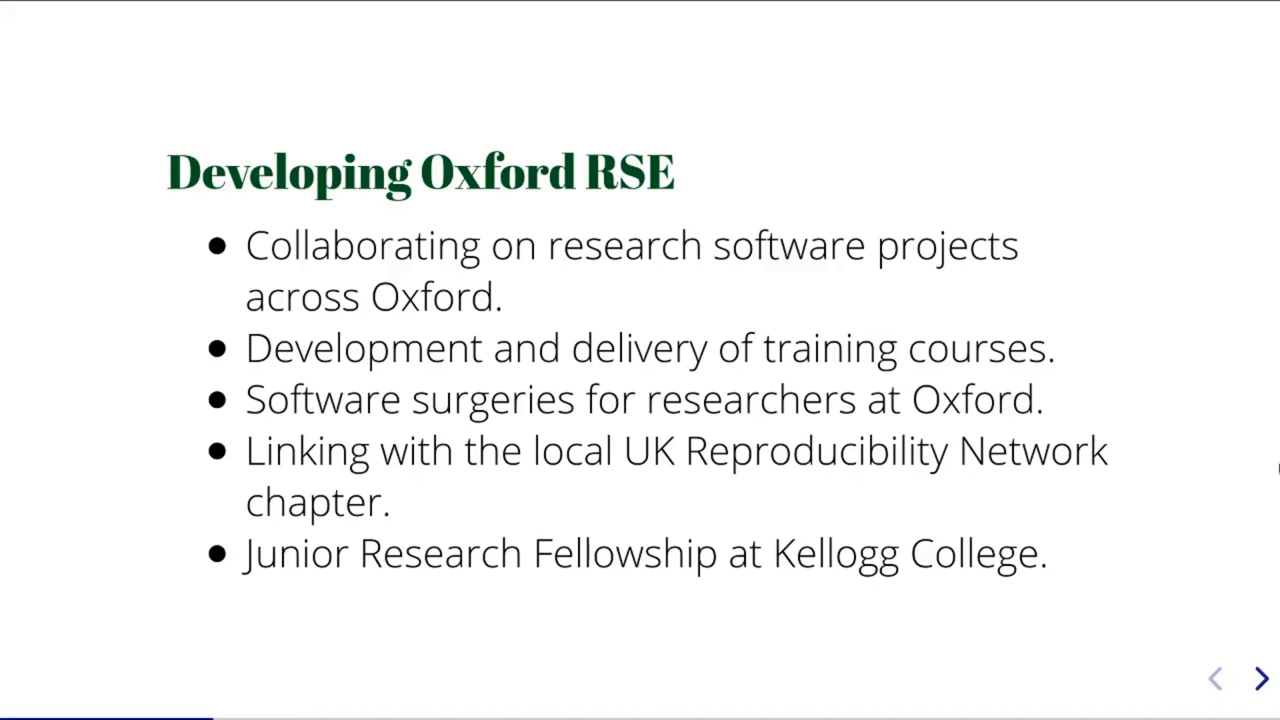 Developing Oxford RSE
● Collaborating on research software projects
across Oxford.
● Development and delivery of training courses.
● Software surgeries for researchers at Oxford.
● Linking with the local UK Reproducibility Network
chapter.
● Junior Research Fellowship at Kellogg College.